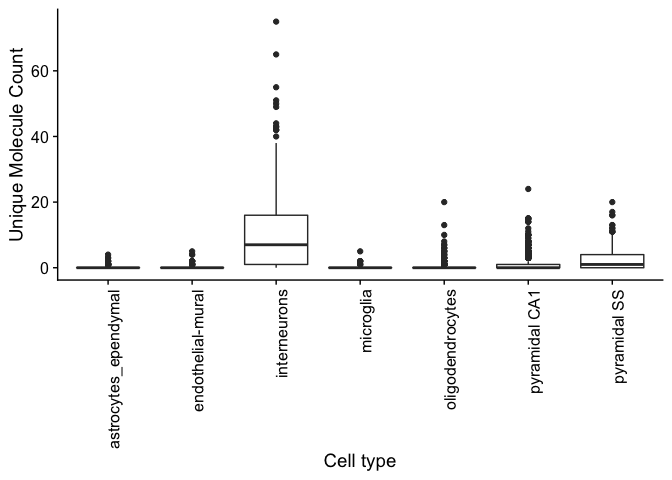 Unique Molecule Count
60
40
20
0
astrocytes_ependymal
endothelial-mural
interneurons
microglia
oligodendrocytes
pyramidal CA1
pyramidal SS
Cell type